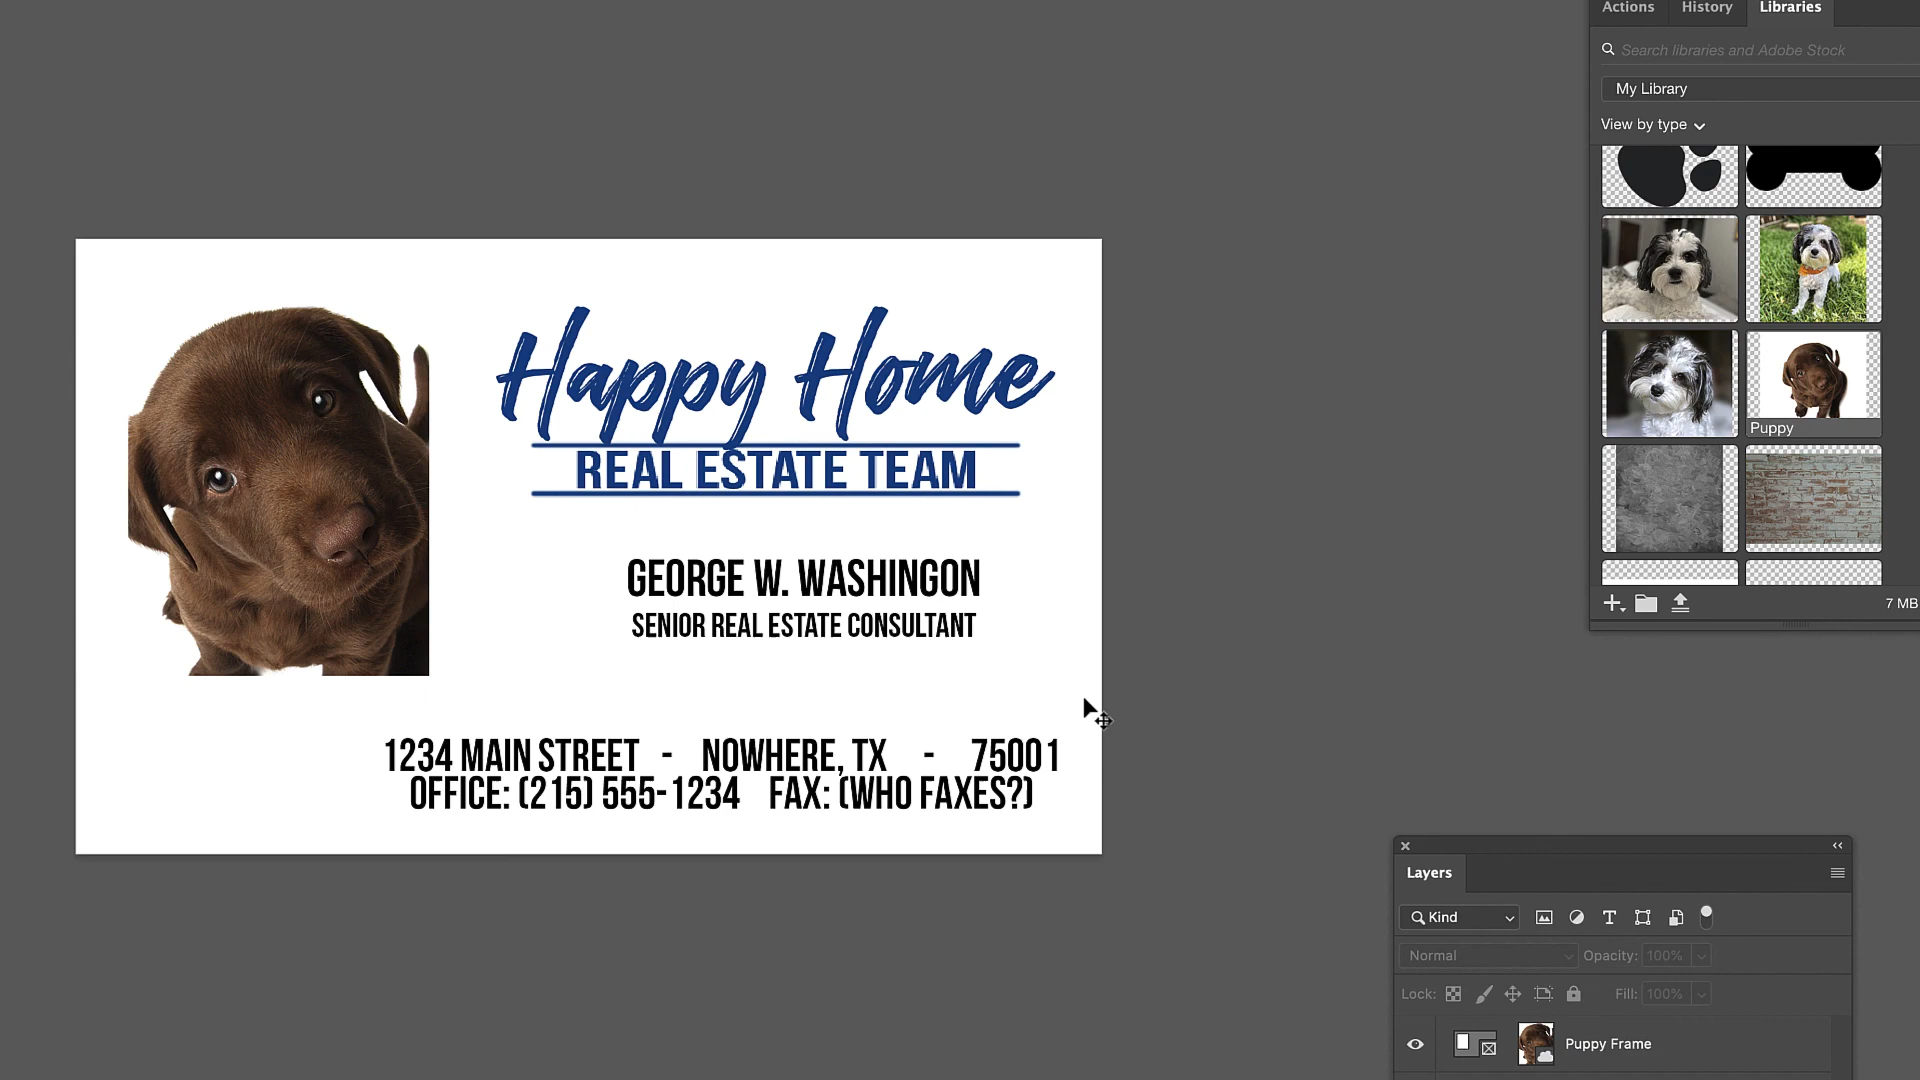 Actions History Libraries
Search libraries and Adobe Stock
My Library
View by type
Happy Home
REAL ESTATE TEAM
GEORGE W. WASHINGON
SENIOR REAL ESTATE CONSULTANT
1234 MAIN STREET - NOWHERE, TX - 75001
OFFICE: (215) 555-1234 FAX: (WHO FAXES?)
Puppy
7 MB
Layers
Kind
Normal Opacity: 100%
Lock: Fill: 100%
Puppy Frame